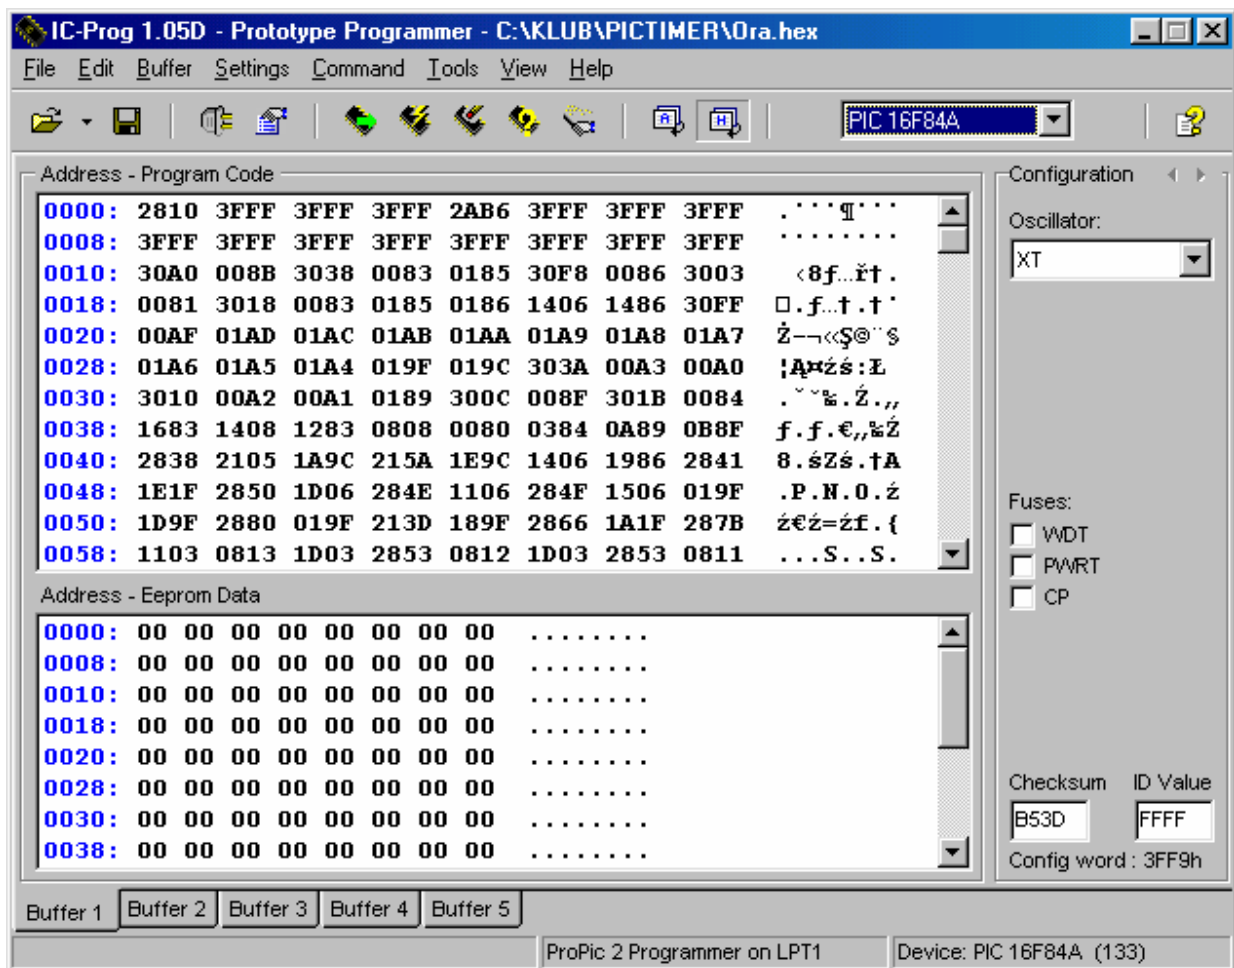 IC-Prog 1.05D - Prototype Programmer - C:\KLUB\PICTIMER\Ora.hex
File Edit Buffer Settings Command Tools View Help
PIC 16F84A
Address - Program Code
0000: 2810 3FFF 3FFF 3FFF 2AB6 3FFF 3FFF 3FFF .˙˙˙¶˙˙˙
0008: 3FFF 3FFF 3FFF 3FFF 3FFF 3FFF 3FFF 3FFF ˙˙˙˙˙˙˙˙
0010: 30A0 008B 3038 0083 0185 30F8 0086 3003 ‹8ƒ…ř†.
0018: 0081 3018 0083 0185 0186 1406 1486 30FF □.ƒ…†.†˙
0020: 00AF 01AD 01AC 01AB 01AA 01A9 01A8 01A7 Ż-¬«Ş©¨§
0028: 01A6 01A5 01A4 019F 019C 303A 00A3 00A0 ¦Ą¤źś:Ł
0030: 3010 00A2 00A1 0189 300C 008F 301B 0084 .˘ˇ‰.Ź.„
0038: 1683 1408 1283 0808 0080 0384 0A89 0B8F ƒ.ƒ.€„‰Ź
0040: 2838 2105 1A9C 215A 1E9C 1406 1986 2841 8.śZś.†A
0048: 1E1F 2850 1D06 284E 1106 284F 1506 019F .P.N.O.ź
0050: 1D9F 2880 019F 213D 189F 2866 1A1F 287B ź€ź=źf.{
0058: 1103 0813 1D03 2853 0812 1D03 2853 0811 ...S..S.
Address - Eeprom Data
0000: 00 00 00 00 00 00 00 00 ........
0008: 00 00 00 00 00 00 00 00 ........
0010: 00 00 00 00 00 00 00 00 ........
0018: 00 00 00 00 00 00 00 00 ........
0020: 00 00 00 00 00 00 00 00 ........
0028: 00 00 00 00 00 00 00 00 ........
0030: 00 00 00 00 00 00 00 00 ........
0038: 00 00 00 00 00 00 00 00 ........
Configuration
Oscillator:
XT
Fuses:
WDT
PWRT
CP
Checksum ID Value
B53D FFFF
Config word : 3FF9h
Buffer 1 Buffer 2 Buffer 3 Buffer 4 Buffer 5
ProPic 2 Programmer on LPT1 Device: PIC 16F84A (133)